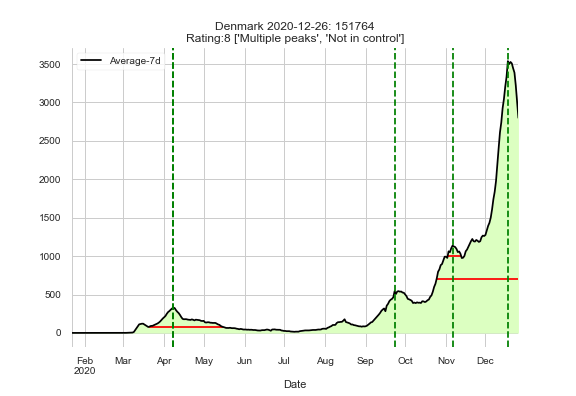 Denmark 2020-12-26: 151764
Rating:8 ['Multiple peaks', 'Not in control']
Average-7d
3500
3000
2500
2000
1500
1000
500
0
Feb Mar Apr May Jun Jul Aug Sep Oct Nov Dec
2020
Date